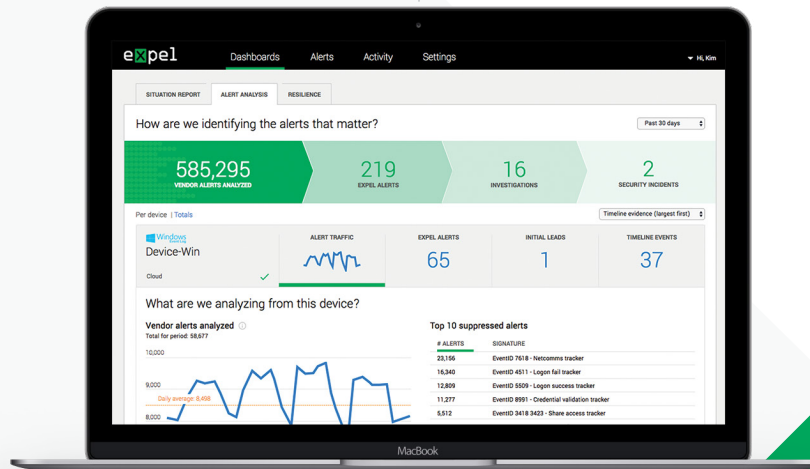 expel Dashboards Alerts Activity Settings Hi, Kim
SITUATION REPORT ALERT ANALYSIS RESILIENCE
How are we identifying the alerts that matter? Past 30 days
585,295 219 16 2
VENDOR ALERTS ANALYZED EXPEL ALERTS INVESTIGATIONS SECURITY INCIDENTS
Per device | Totals Timeline evidence (largest first)
Windows
Event Log
Device-Win
Cloud
ALERT TRAFFIC EXPEL ALERTS INITIAL LEADS TIMELINE EVENTS
65 1 37
What are we analyzing from this device?
Vendor alerts analyzed
Total for period: 58,677
10,000
9,000
Daily average: 8,498
8,000
Top 10 suppressed alerts
# ALERTS SIGNATURE
23,156 EventID 7618 - Netcomms tracker
16,340 EventID 4511 - Logon fail tracker
12,809 EventID 5509 - Logon success tracker
11,277 EventID 8991 - Credential validation tracker
5,512 EventID 3418 3423 - Share access tracker
MacBook